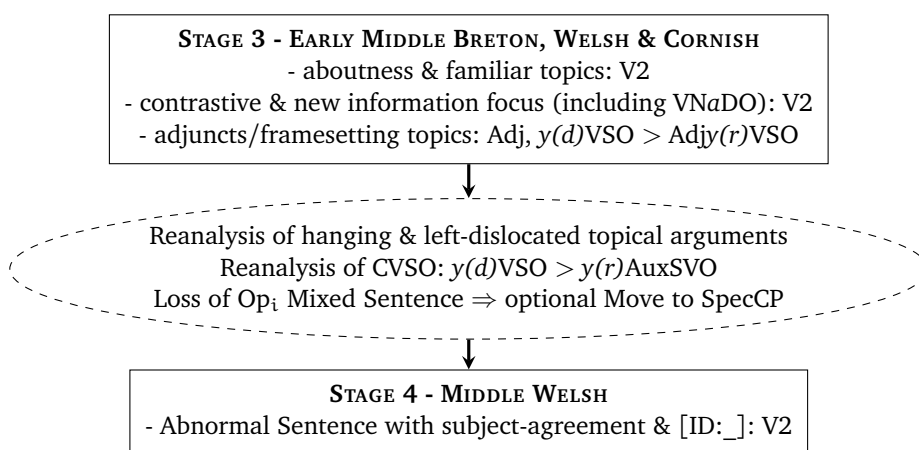 STAGE 3 - EARLY MIDDLE BRETON, WELSH & CORNISH
- aboutness & familiar topics: V2
- contrastive & new information focus (including VNaDO): V2
- adjuncts/framesetting topics: Adj, y(d)VSO > Adjy(r)VSO
Reanalysis of hanging & left-dislocated topical arguments
Reanalysis of CVSO: y(d)VSO > y(r)AuxSVO
Loss of Opᵢ Mixed Sentence ⇒ optional Move to SpecCP
STAGE 4 - MIDDLE WELSH
- Abnormal Sentence with subject-agreement & [ID:_]: V2